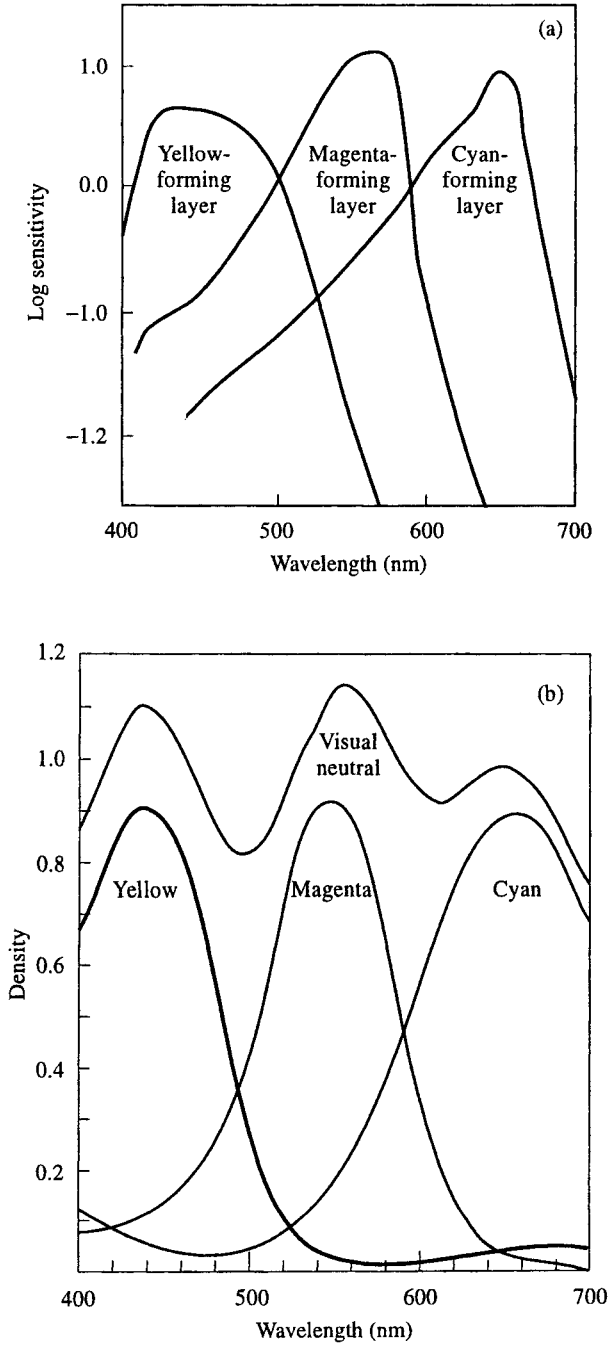 (a)
1.0
0.0
−1.0
−1.2
Log sensitivity
Yellow-
forming
layer
Magenta-
forming
layer
Cyan-
forming
layer
400
500
600
700
Wavelength (nm)
(b)
1.2
1.0
0.8
0.6
0.4
0.2
Density
Visual
neutral
Yellow
Magenta
Cyan
400
500
600
700
Wavelength (nm)